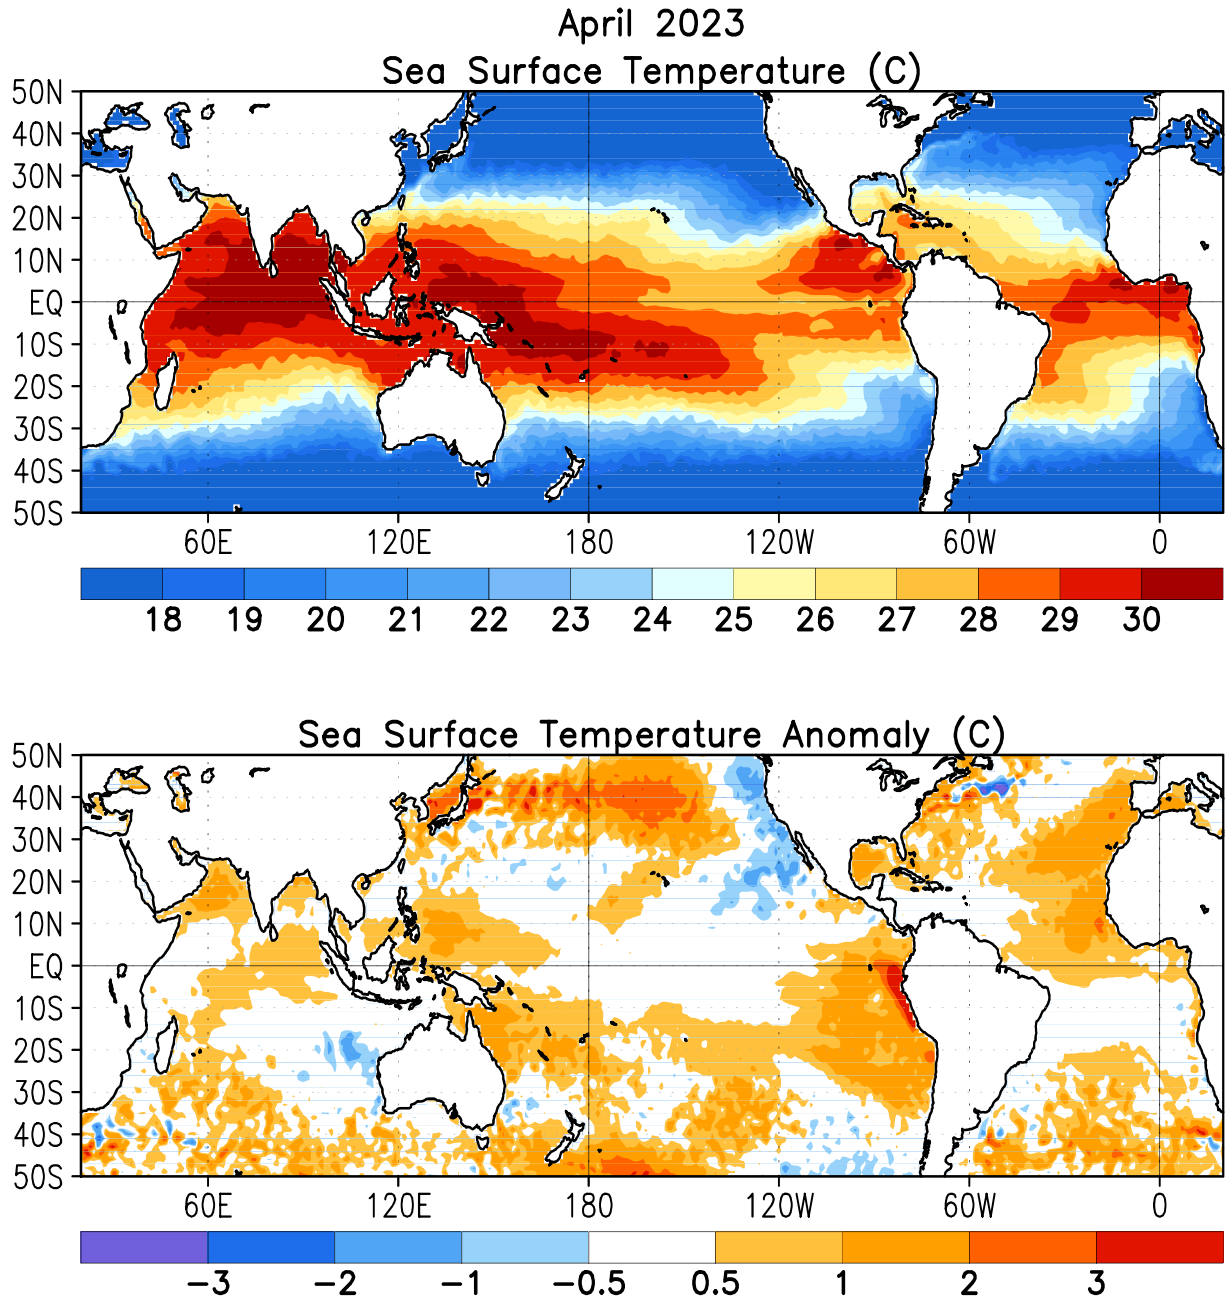 April 2023
Sea Surface Temperature (C)
50N
40N
30N
20N
10N
EQ
10S
20S
30S
40S
50S
60E 120E 180 120W 60W 0
18 19 20 21 22 23 24 25 26 27 28 29 30
Sea Surface Temperature Anomaly (C)
50N
40N
30N
20N
10N
EQ
10S
20S
30S
40S
50S
60E 120E 180 120W 60W 0
−3 −2 −1 −0.5 0.5 1 2 3